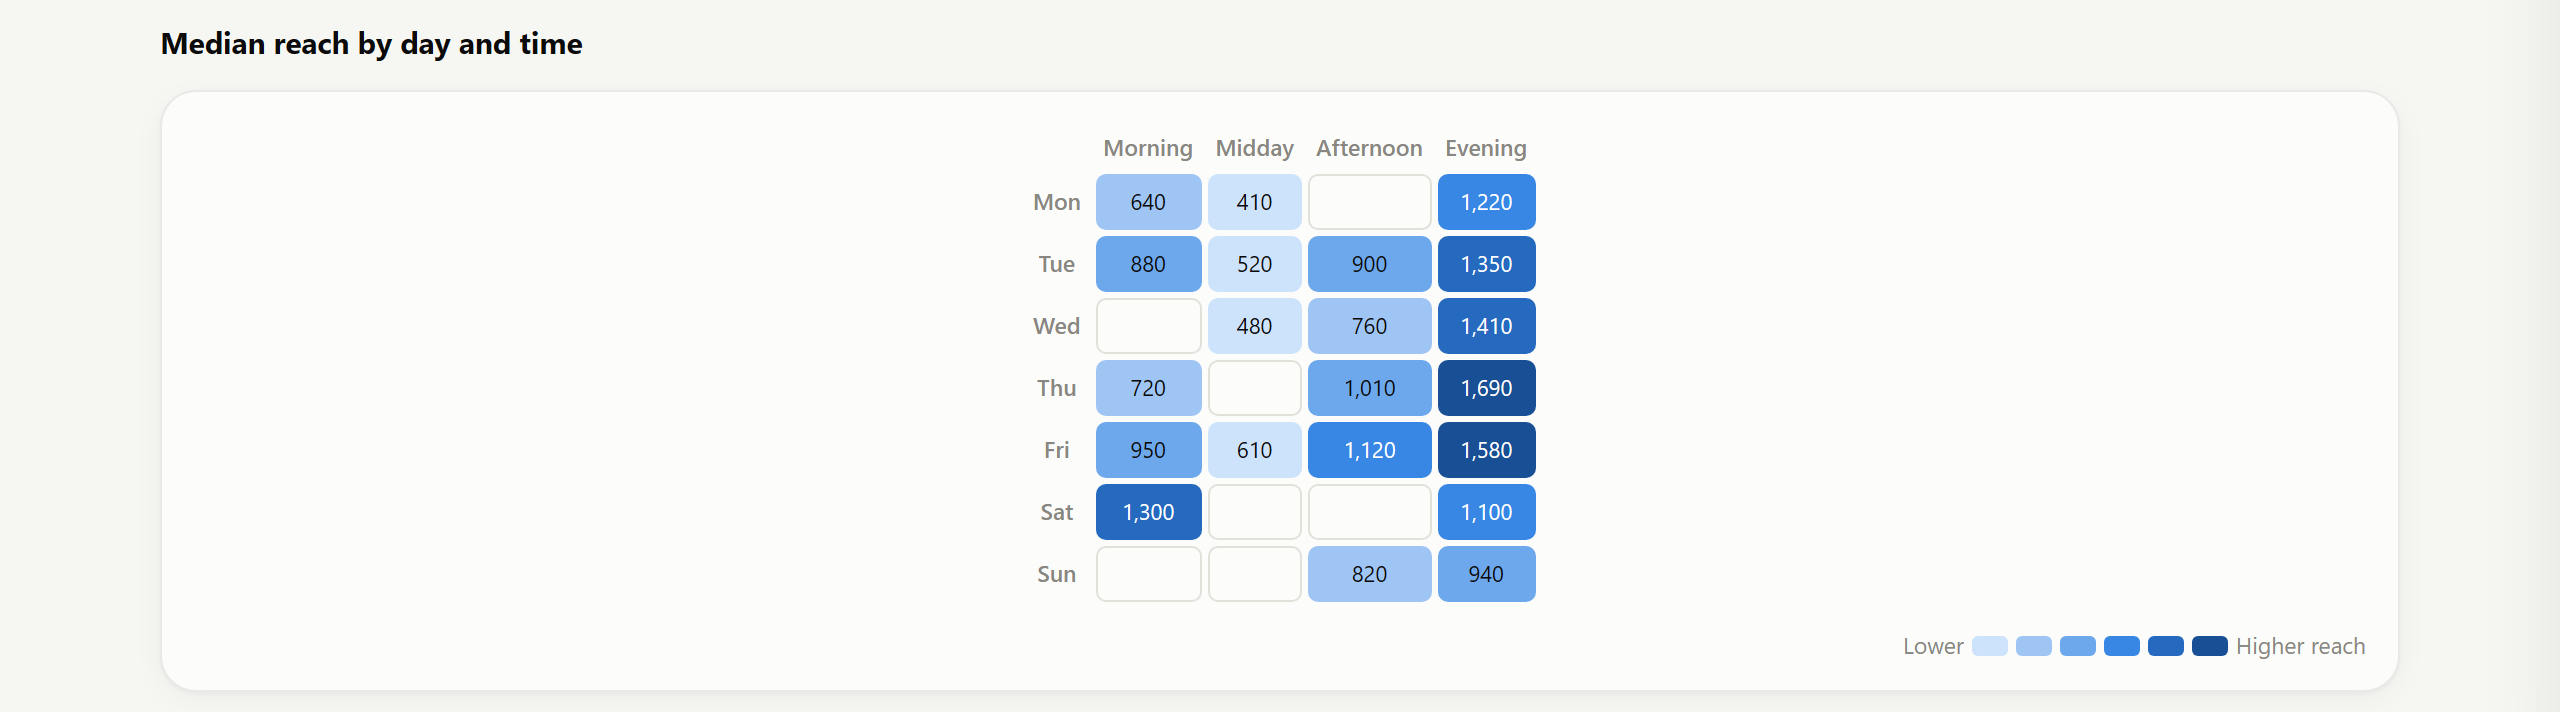 Median reach by day and time
Morning Midday Afternoon Evening
Mon 640 410 1,220
Tue 880 520 900 1,350
Wed 480 760 1,410
Thu 720 1,010 1,690
Fri 950 610 1,120 1,580
Sat 1,300 1,100
Sun 820 940
Lower Higher reach